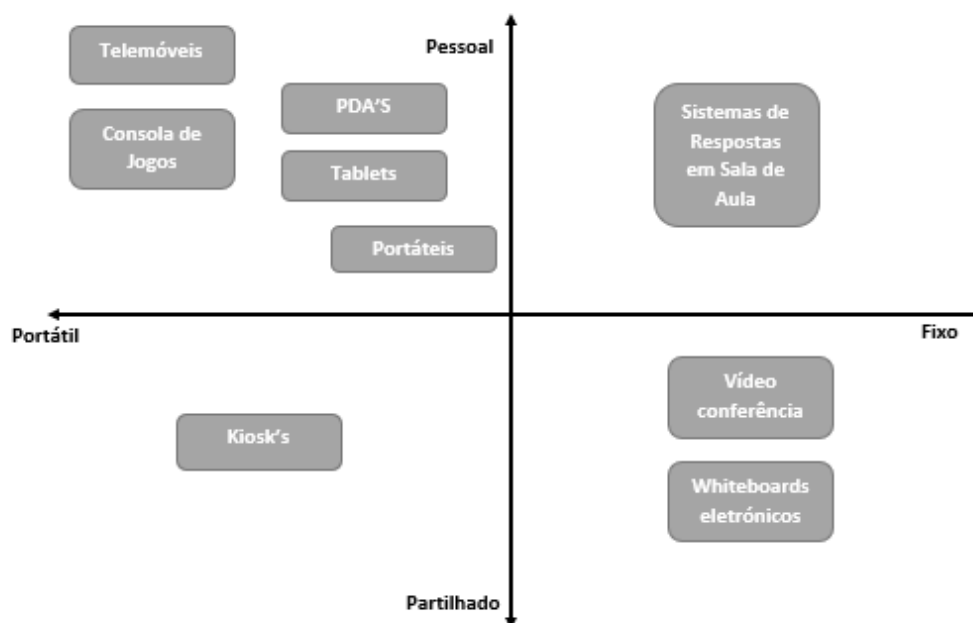 Telemóveis
Pessoal
PDA'S
Consola de
Jogos
Tablets
Sistemas de
Respostas
em Sala de
Aula
Portáteis
Portátil
Fixo
Vídeo
conferência
Kiosk's
Whiteboards
eletrónicos
Partilhado